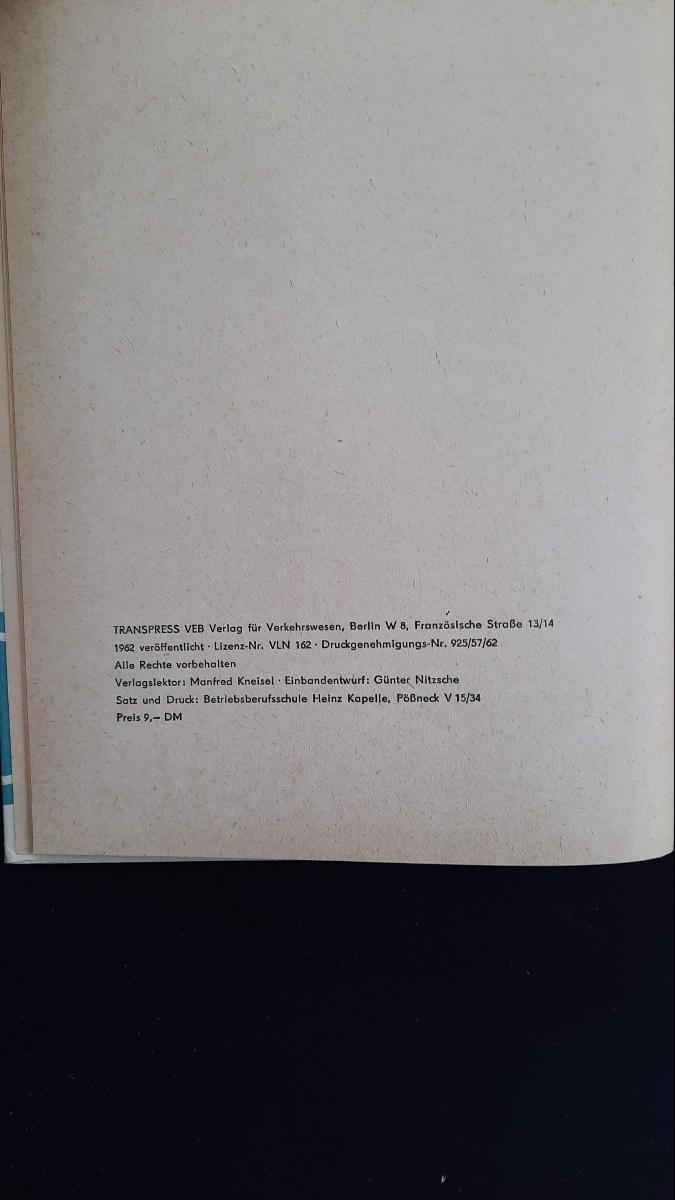 TRANSPRESS VEB Verlag für Verkehrswesen, Berlin W 8, Französische Straße 13/14
1962 veröffentlicht · Lizenz-Nr. VLN 162 · Druckgenehmigungs-Nr. 925/57/62
Alle Rechte vorbehalten
Verlagslektor: Manfred Kneisel · Einbandentwurf: Günter Nitzsche
Satz und Druck: Betriebsberufsschule Heinz Kapelle, Pößneck V 15/34
Preis 9,– DM